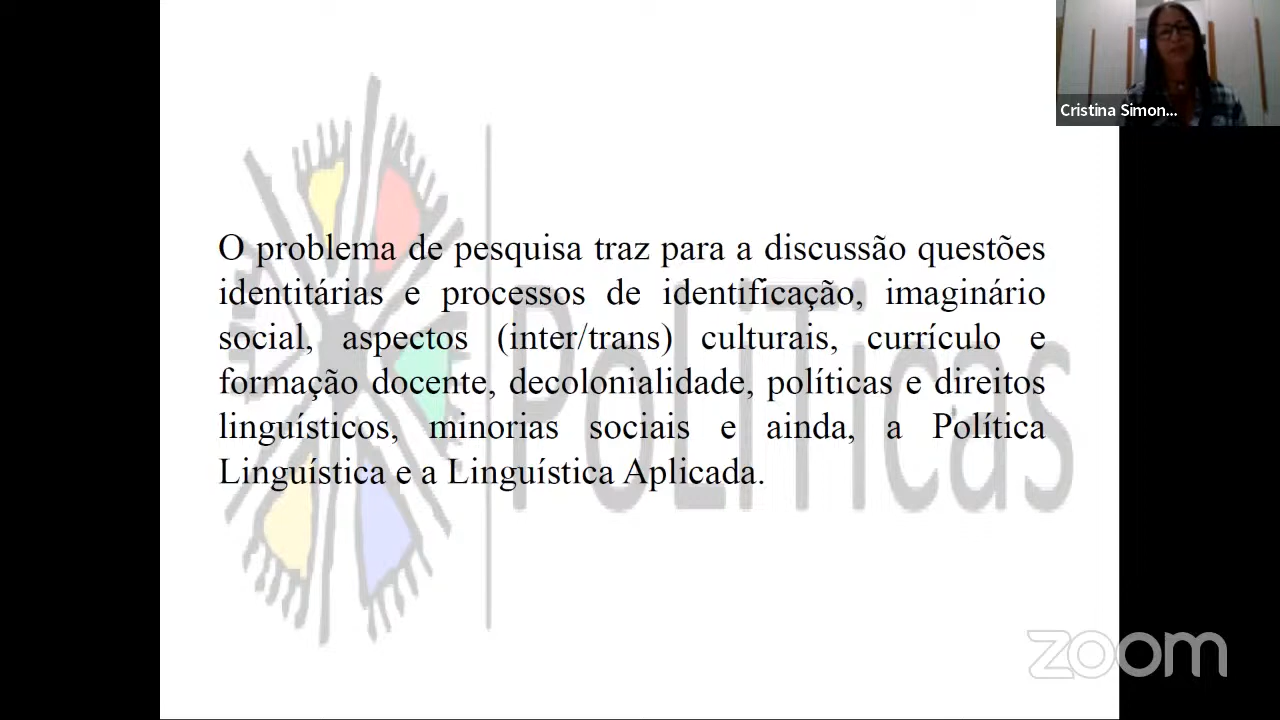 Cristina Simon...
O problema de pesquisa traz para a discussão questões
identitárias e processos de identificação, imaginário
social, aspectos (inter/trans) culturais, currículo e
formação docente, decolonialidade, políticas e direitos
linguísticos, minorias sociais e ainda, a Política
Linguística e a Linguística Aplicada.
PoLiTicas
zoom